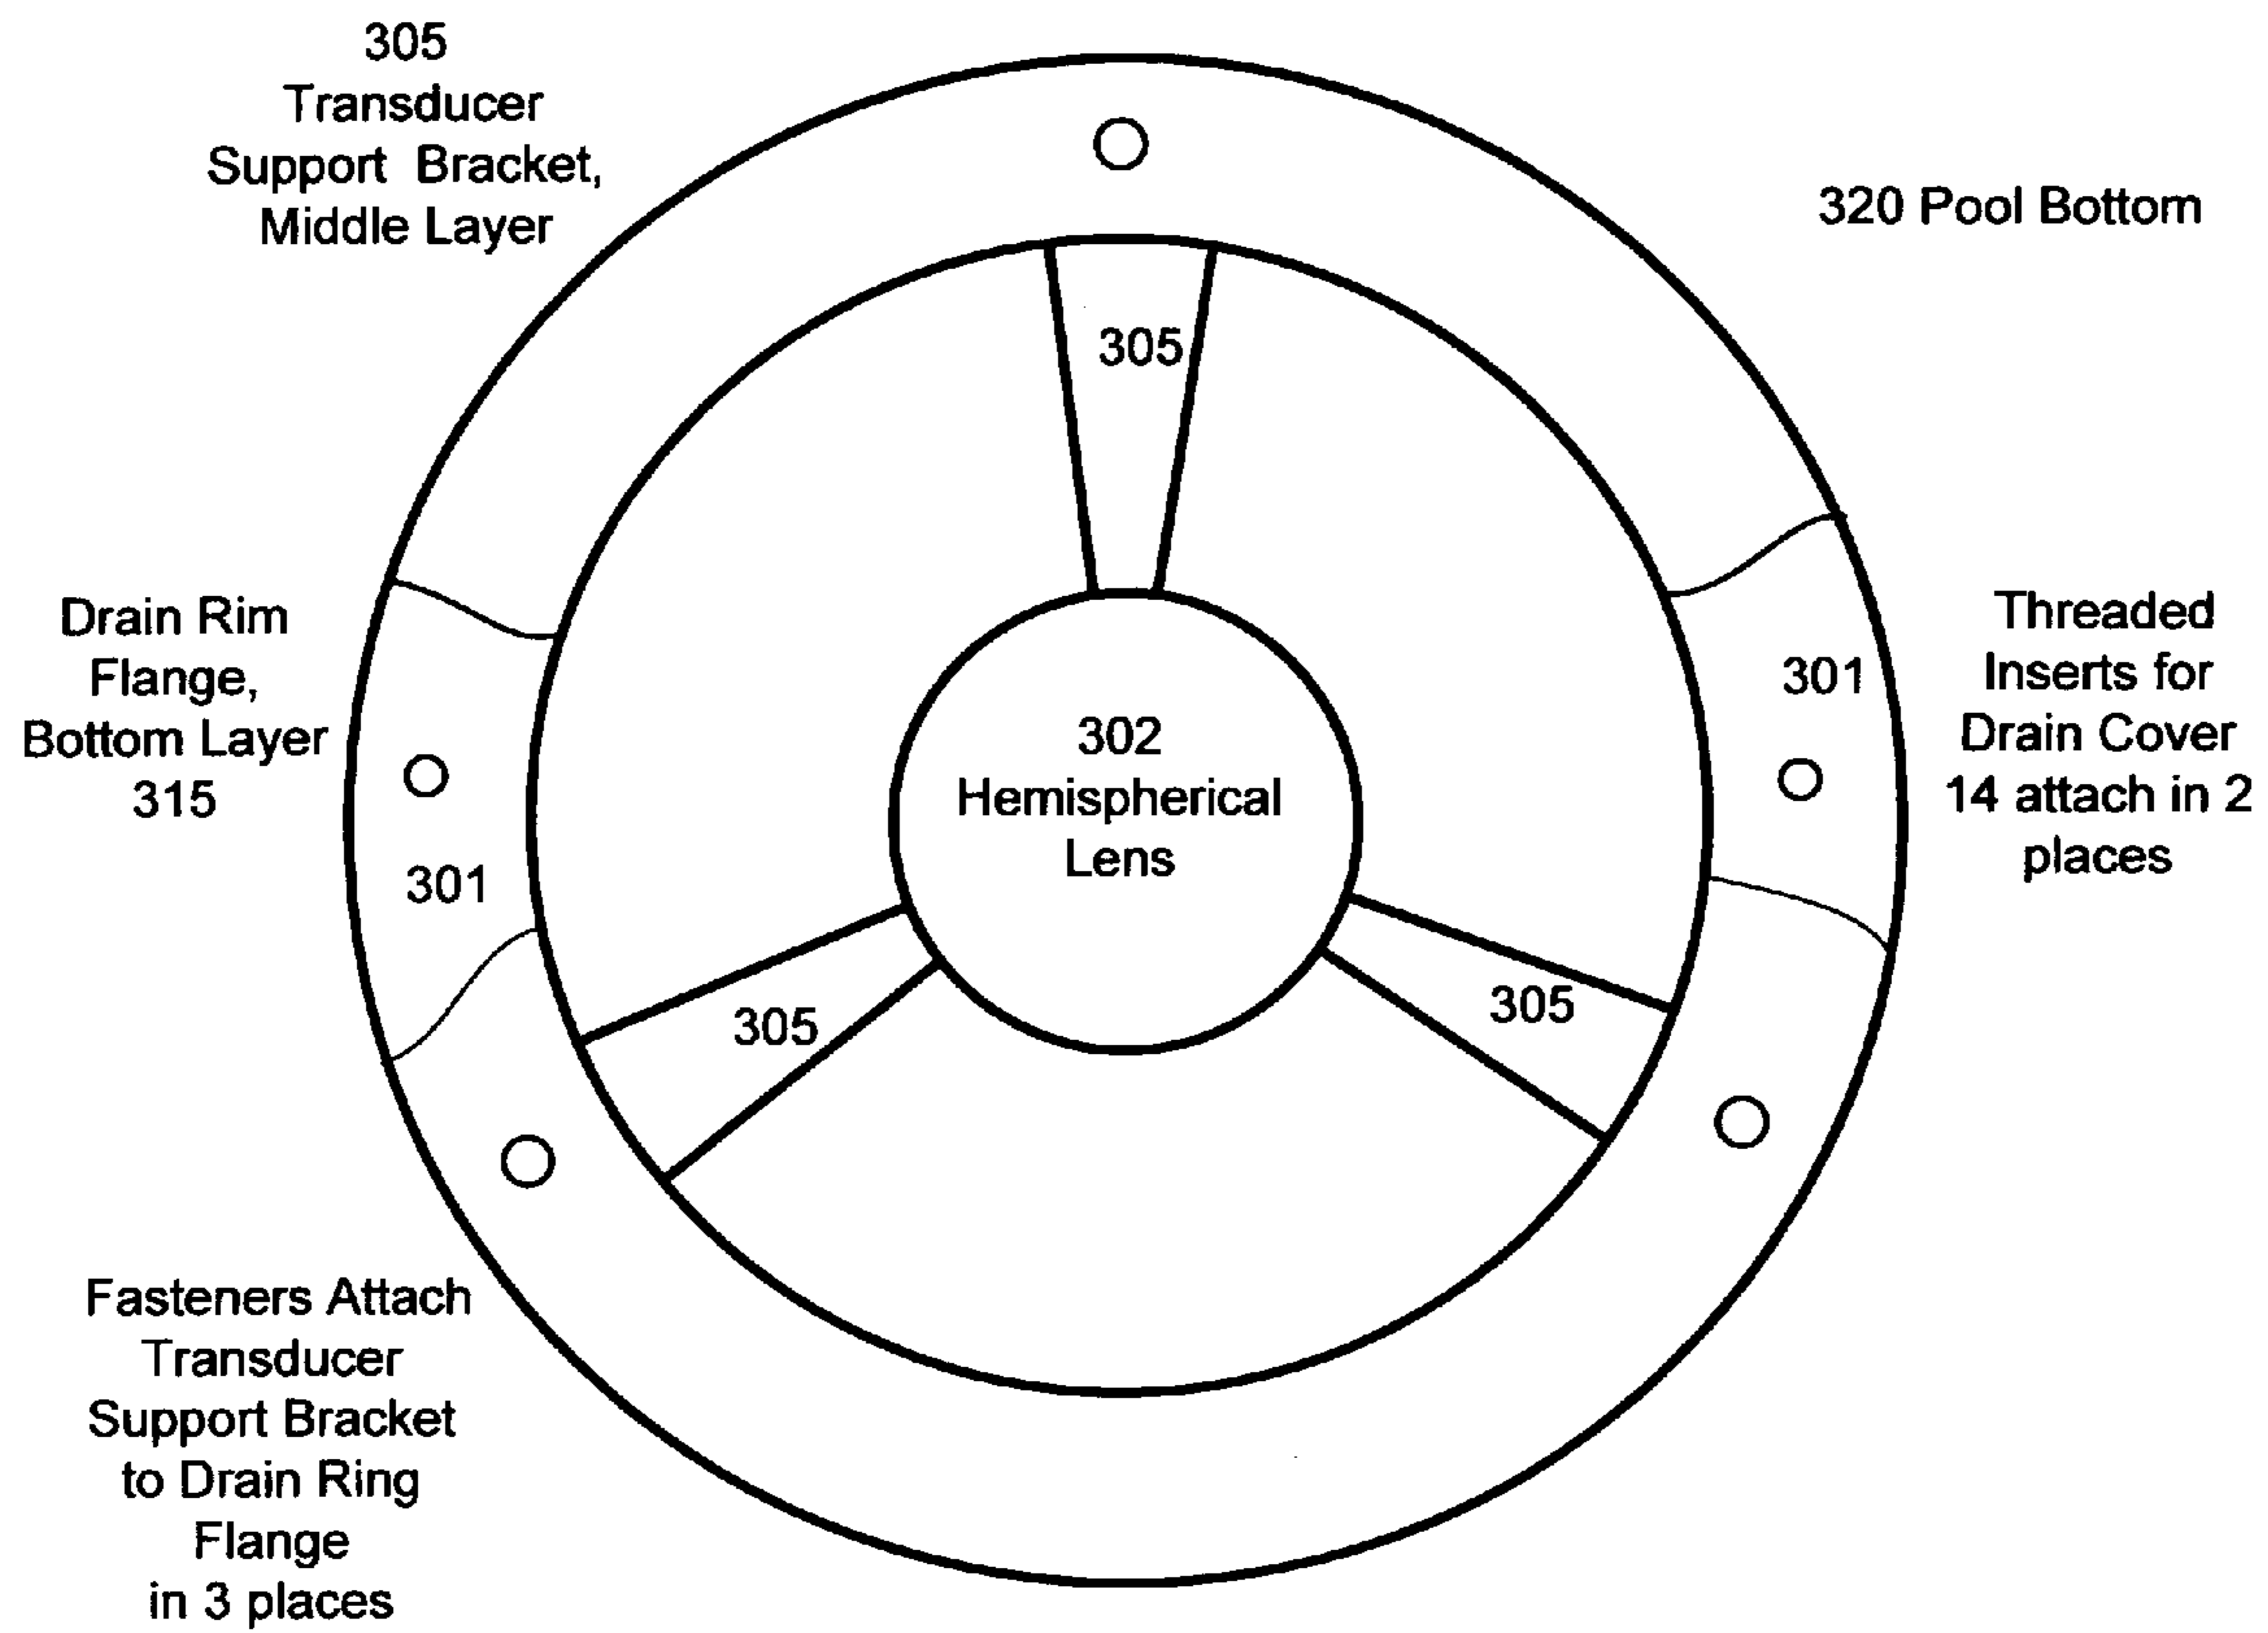 305
Transducer
Support Bracket,
Middle Layer
320 Pool Bottom
305
Drain Rim
Flange,
Bottom Layer
315
301
302
Hemispherical
Lens
301
Threaded
Inserts for
Drain Cover
14 attach in 2
places
305
305
Fasteners Attach
Transducer
Support Bracket
to Drain Ring
Flange
in 3 places